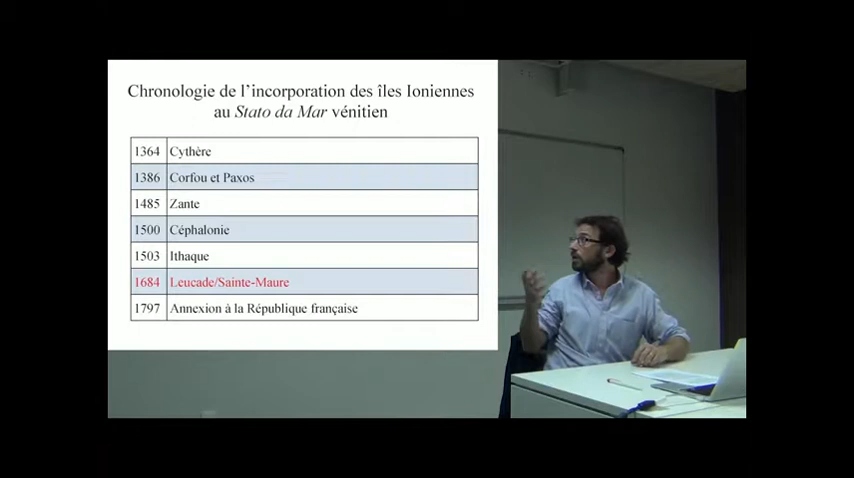 Chronologie de l'incorporation des îles Ioniennes
au Stato da Mar vénitien
1364 Cythère
1386 Corfou et Paxos
1485 Zante
1500 Céphalonie
1503 Ithaque
1684 Leucade/Sainte-Maure
1797 Annexion à la République française